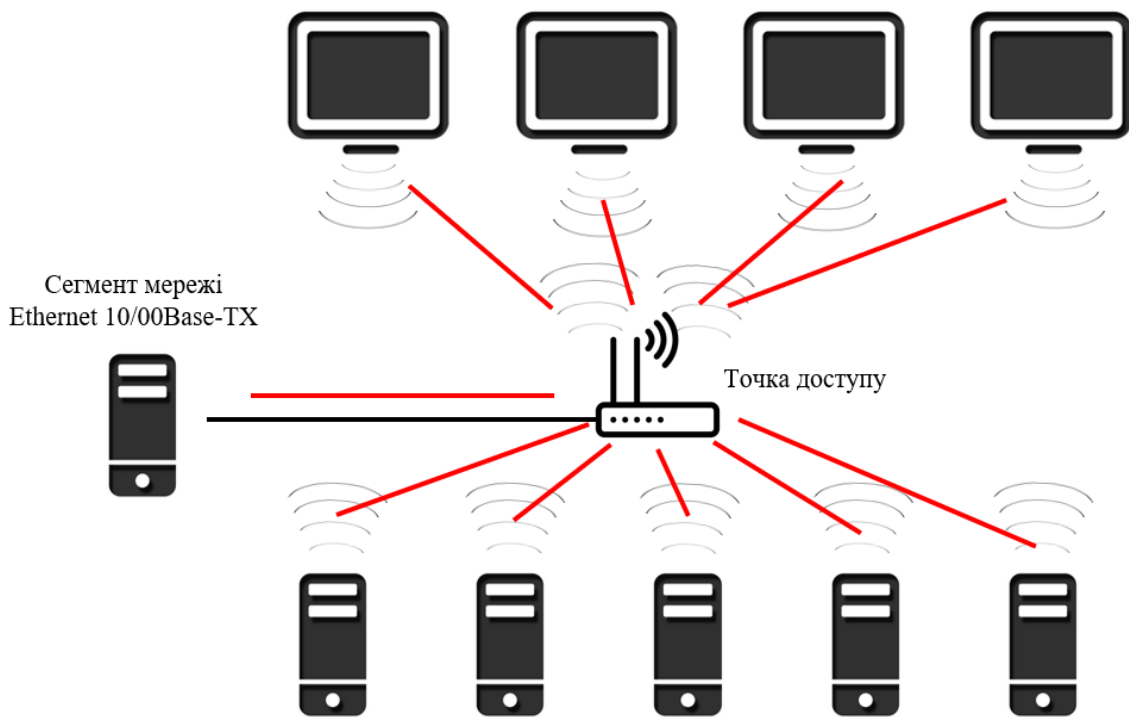 Сегмент мережі
Ethernet 10/00Base-TX
Точка доступу